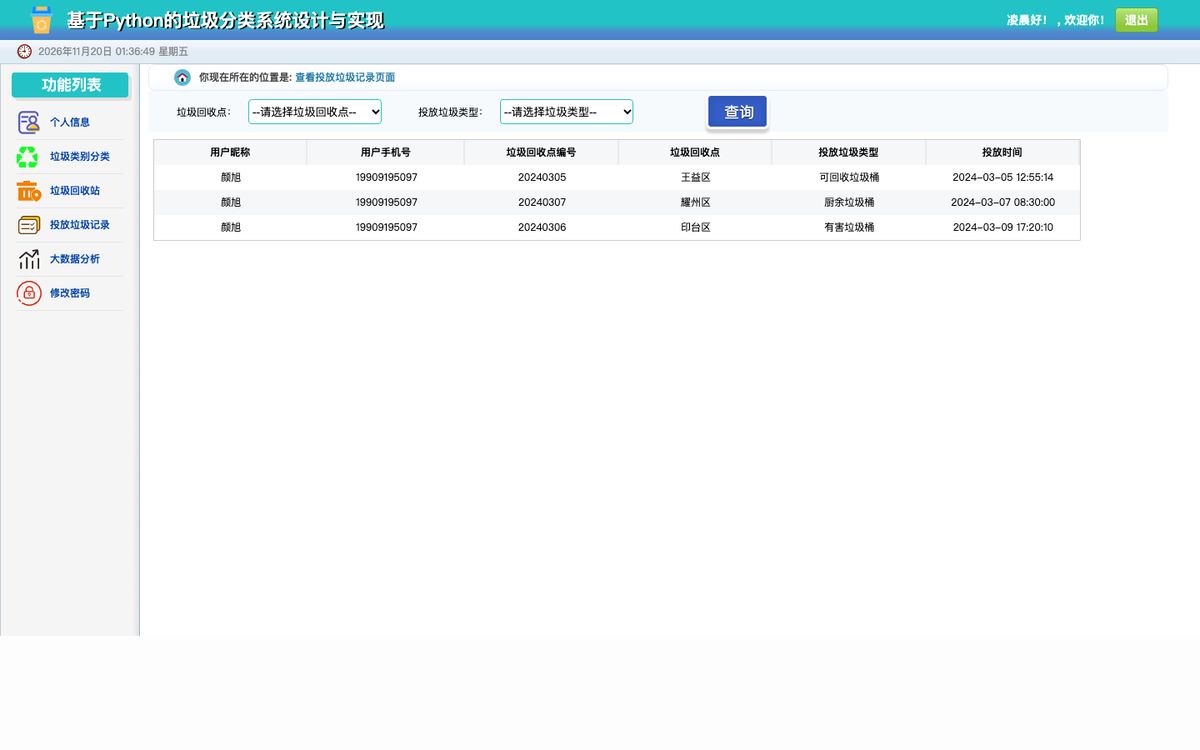 基于Python的垃圾分类系统设计与实现
凌晨好! ,欢迎你! 退出
2026年11月20日 01:36:49 星期五
功能列表
个人信息
垃圾类别分类
垃圾回收站
投放垃圾记录
大数据分析
修改密码
你现在所在的位置是: 查看投放垃圾记录页面
垃圾回收点: --请选择垃圾回收点-- 投放垃圾类型: --请选择垃圾类型-- 查询
用户昵称 用户手机号 垃圾回收点编号 垃圾回收点 投放垃圾类型 投放时间
颜旭 19909195097 20240305 王益区 可回收垃圾桶 2024-03-05 12:55:14
颜旭 19909195097 20240307 耀州区 厨余垃圾桶 2024-03-07 08:30:00
颜旭 19909195097 20240306 印台区 有害垃圾桶 2024-03-09 17:20:10